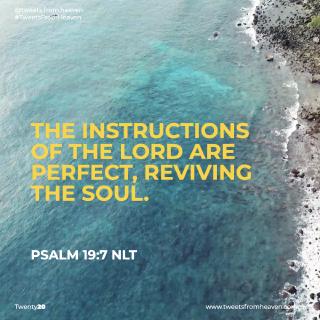 @tweets.from.heaven
#TweetsFromHeaven
THE INSTRUCTIONS
OF THE LORD ARE
PERFECT, REVIVING
THE SOUL.
PSALM 19:7 NLT
Twenty20
www.tweetsfromheaven.com